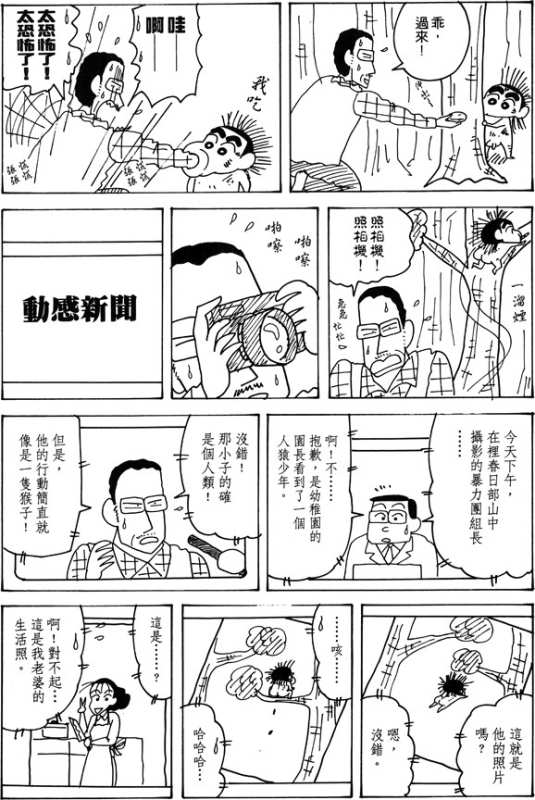 乖，
過來！
我吃
哇
啊
太恐怖了！
太恐怖了！
一溜煙
照相機！
照相機！
急急
忙忙
啪嚓
啪嚓
動感新聞
今天下午，
在裡春日部山中
攝影的暴力團組長
……
啊！不……
抱歉，是幼稚園的
園長看到了一個
人猿少年。
沒錯！
那小子的確
是個人類！
但是，
他的行動簡直就
像是一隻猴子！
這就是
他的照片
嗎？
嗯，
沒錯。
……
咳…
哈哈哈…
這是……？
啊！對不起…
這是我老婆的
生活照。